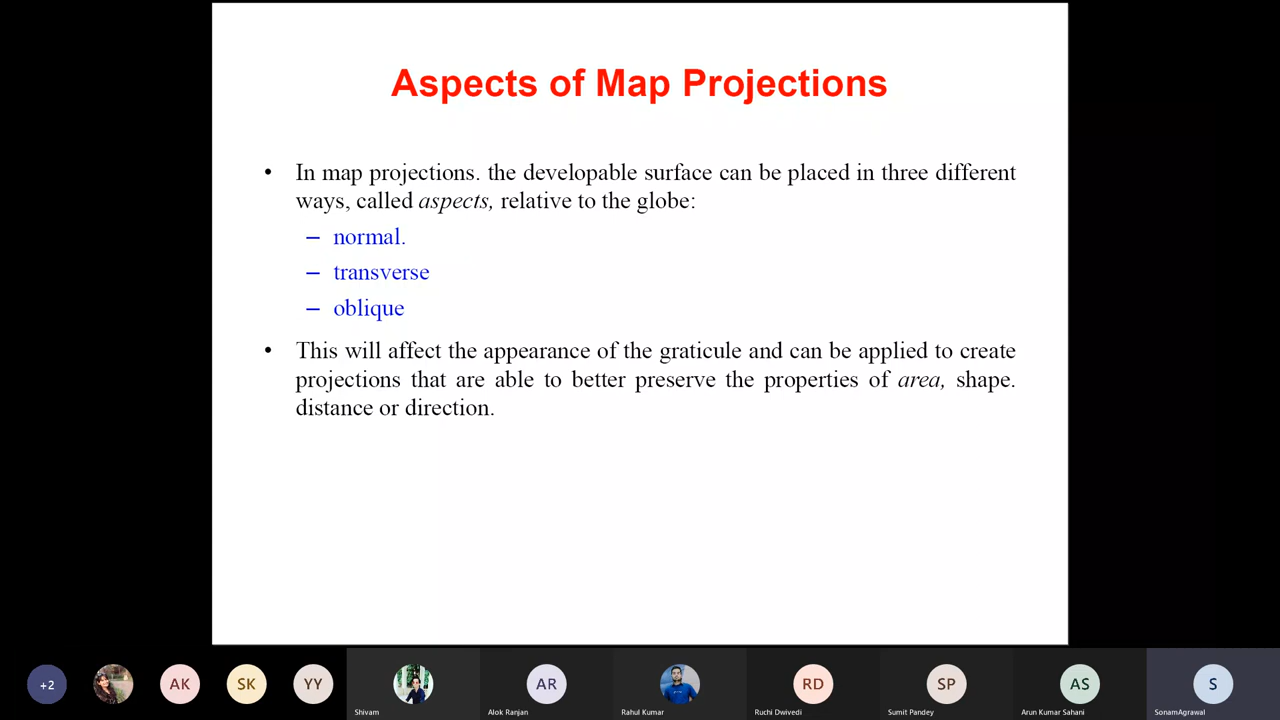 Aspects of Map Projections
• In map projections. the developable surface can be placed in three different
ways, called aspects, relative to the globe:
– normal.
– transverse
– oblique
• This will affect the appearance of the graticule and can be applied to create
projections that are able to better preserve the properties of area, shape.
distance or direction.
+2
AK
SK
YY
Shivam
AR
Alok Ranjan
Rahul Kumar
RD
Ruchi Dwivedi
SP
Sumit Pandey
AS
Arun Kumar Sahani
S
SonamAgrawal